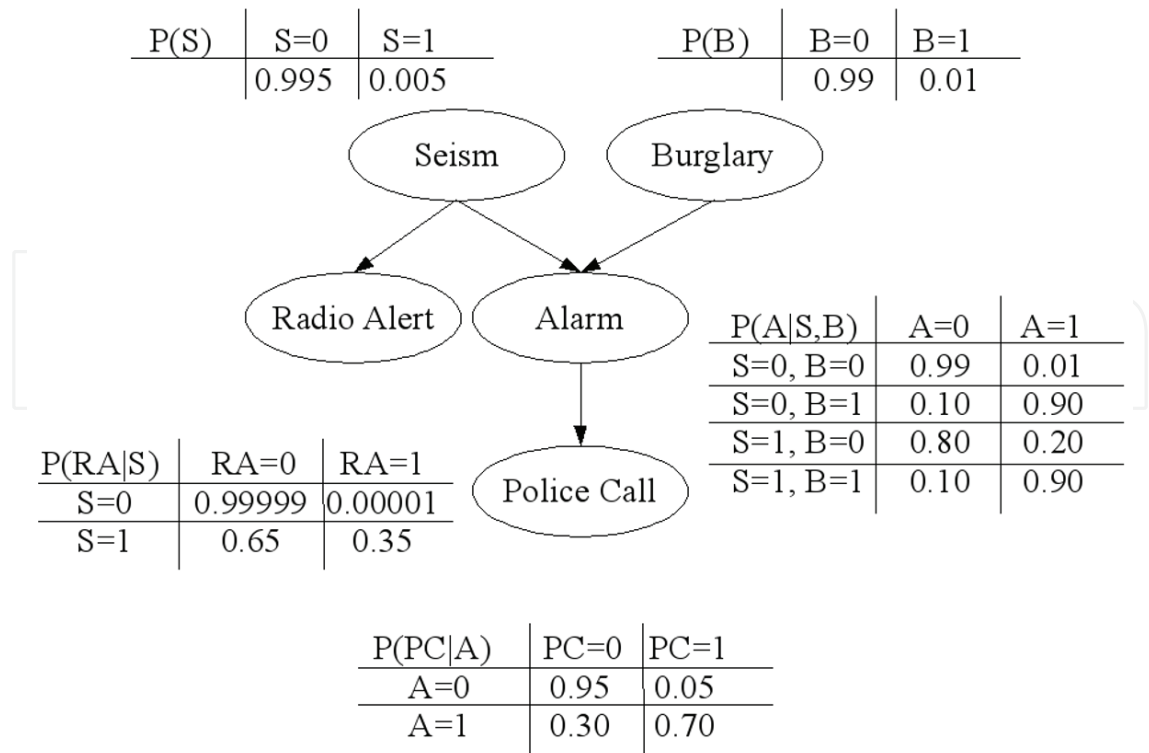 P(S) S=0 S=1
0.995 0.005
P(B) B=0 B=1
0.99 0.01
Seism
Burglary
Radio Alert
Alarm
P(A|S,B) A=0 A=1
S=0, B=0 0.99 0.01
S=0, B=1 0.10 0.90
S=1, B=0 0.80 0.20
S=1, B=1 0.10 0.90
P(RA|S) RA=0 RA=1
S=0 0.99999 0.00001
S=1 0.65 0.35
Police Call
P(PC|A) PC=0 PC=1
A=0 0.95 0.05
A=1 0.30 0.70